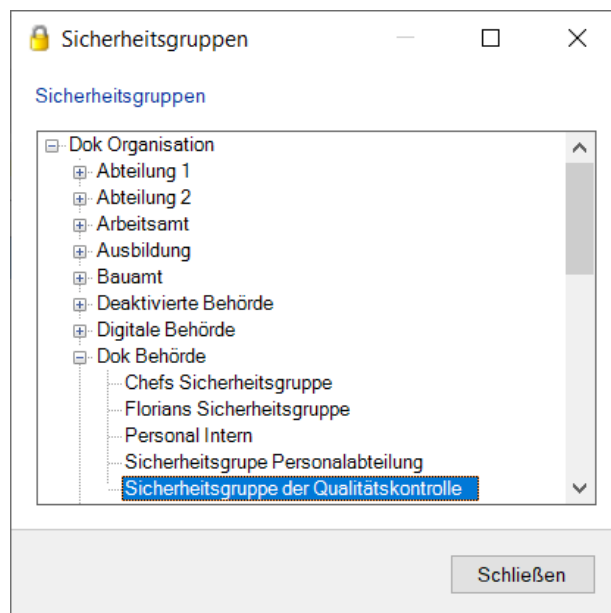 Sicherheitsgruppen
Sicherheitsgruppen
Dok Organisation
Abteilung 1
Abteilung 2
Arbeitsamt
Ausbildung
Bauamt
Deaktivierte Behörde
Digitale Behörde
Dok Behörde
Chefs Sicherheitsgruppe
Florians Sicherheitsgruppe
Personal Intern
Sicherheitsgrupe Personalabteilung
Sicherheitsgruppe der Qualitätskontrolle
Schließen